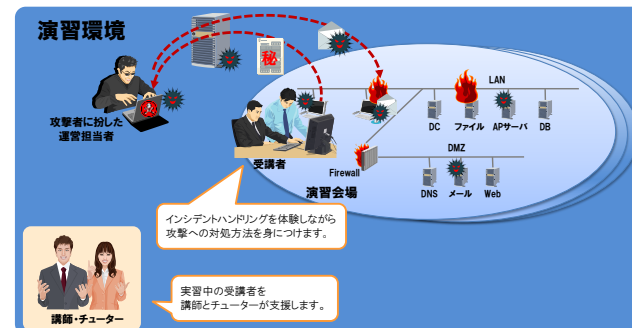 演習環境
秘
秘
攻撃者に扮した
運営担当者
LAN
DC ファイル APサーバ DB
受講者
DMZ
Firewall
演習会場
DNS メール Web
インシデントハンドリングを体験しながら
攻撃への対処方法を身につけます。
実習中の受講者を
講師とチューターが支援します。
講師・チューター